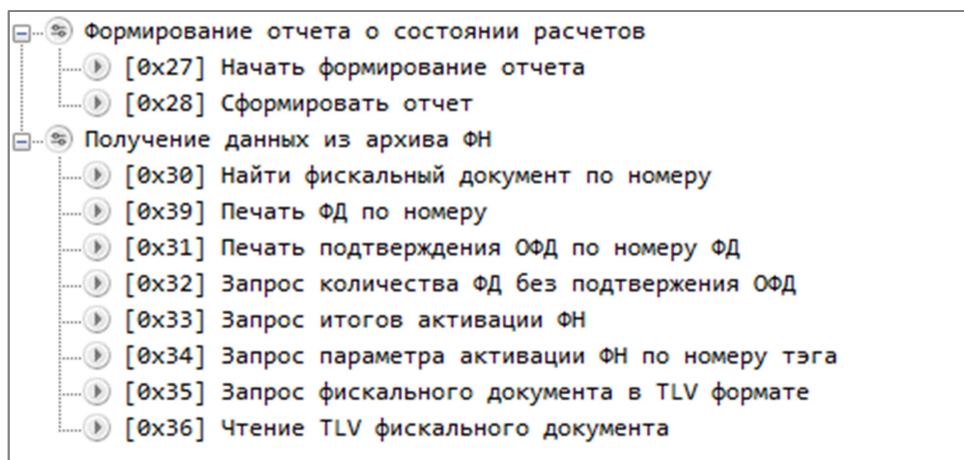 Формирование отчета о состоянии расчетов
[0x27] Начать формирование отчета
[0x28] Сформировать отчет
Получение данных из архива ФН
[0x30] Найти фискальный документ по номеру
[0x39] Печать ФД по номеру
[0x31] Печать подтверждения ОФД по номеру ФД
[0x32] Запрос количества ФД без подтвержения ОФД
[0x33] Запрос итогов активации ФН
[0x34] Запрос параметра активации ФН по номеру тэга
[0x35] Запрос фискального документа в TLV формате
[0x36] Чтение TLV фискального документа